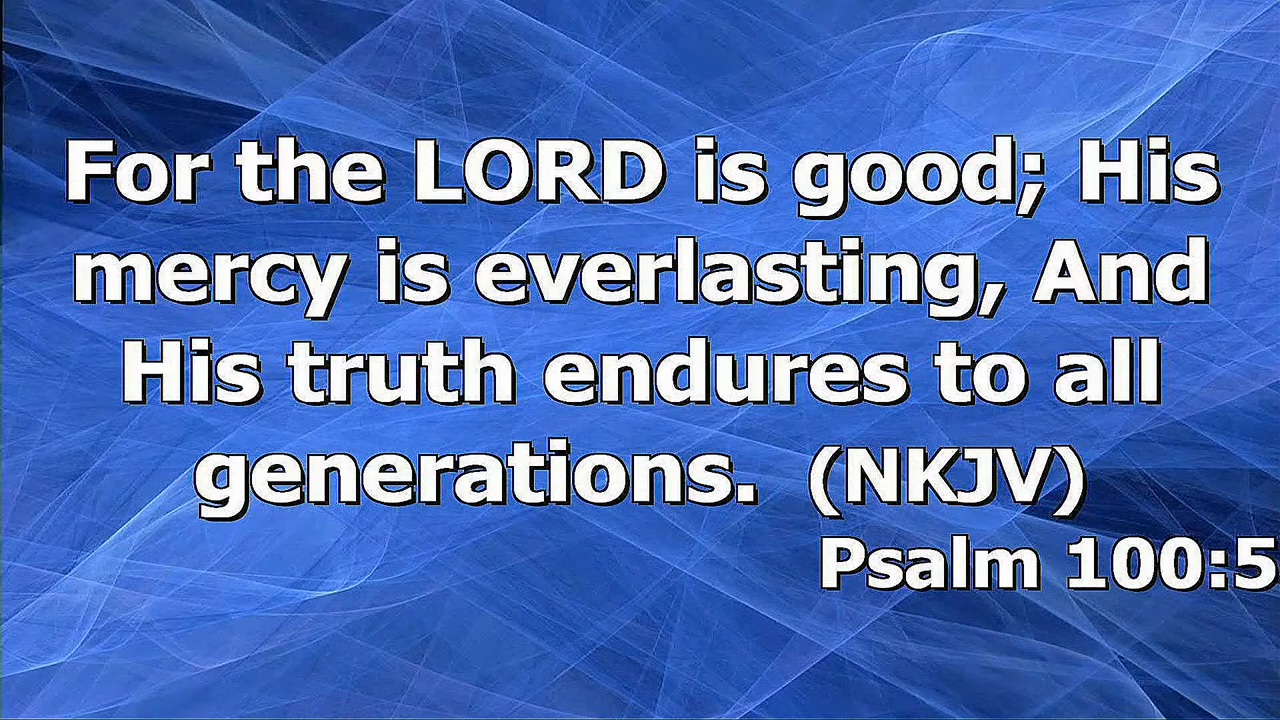 For the LORD is good; His
mercy is everlasting, And
His truth endures to all
generations. (NKJV)
Psalm 100:5